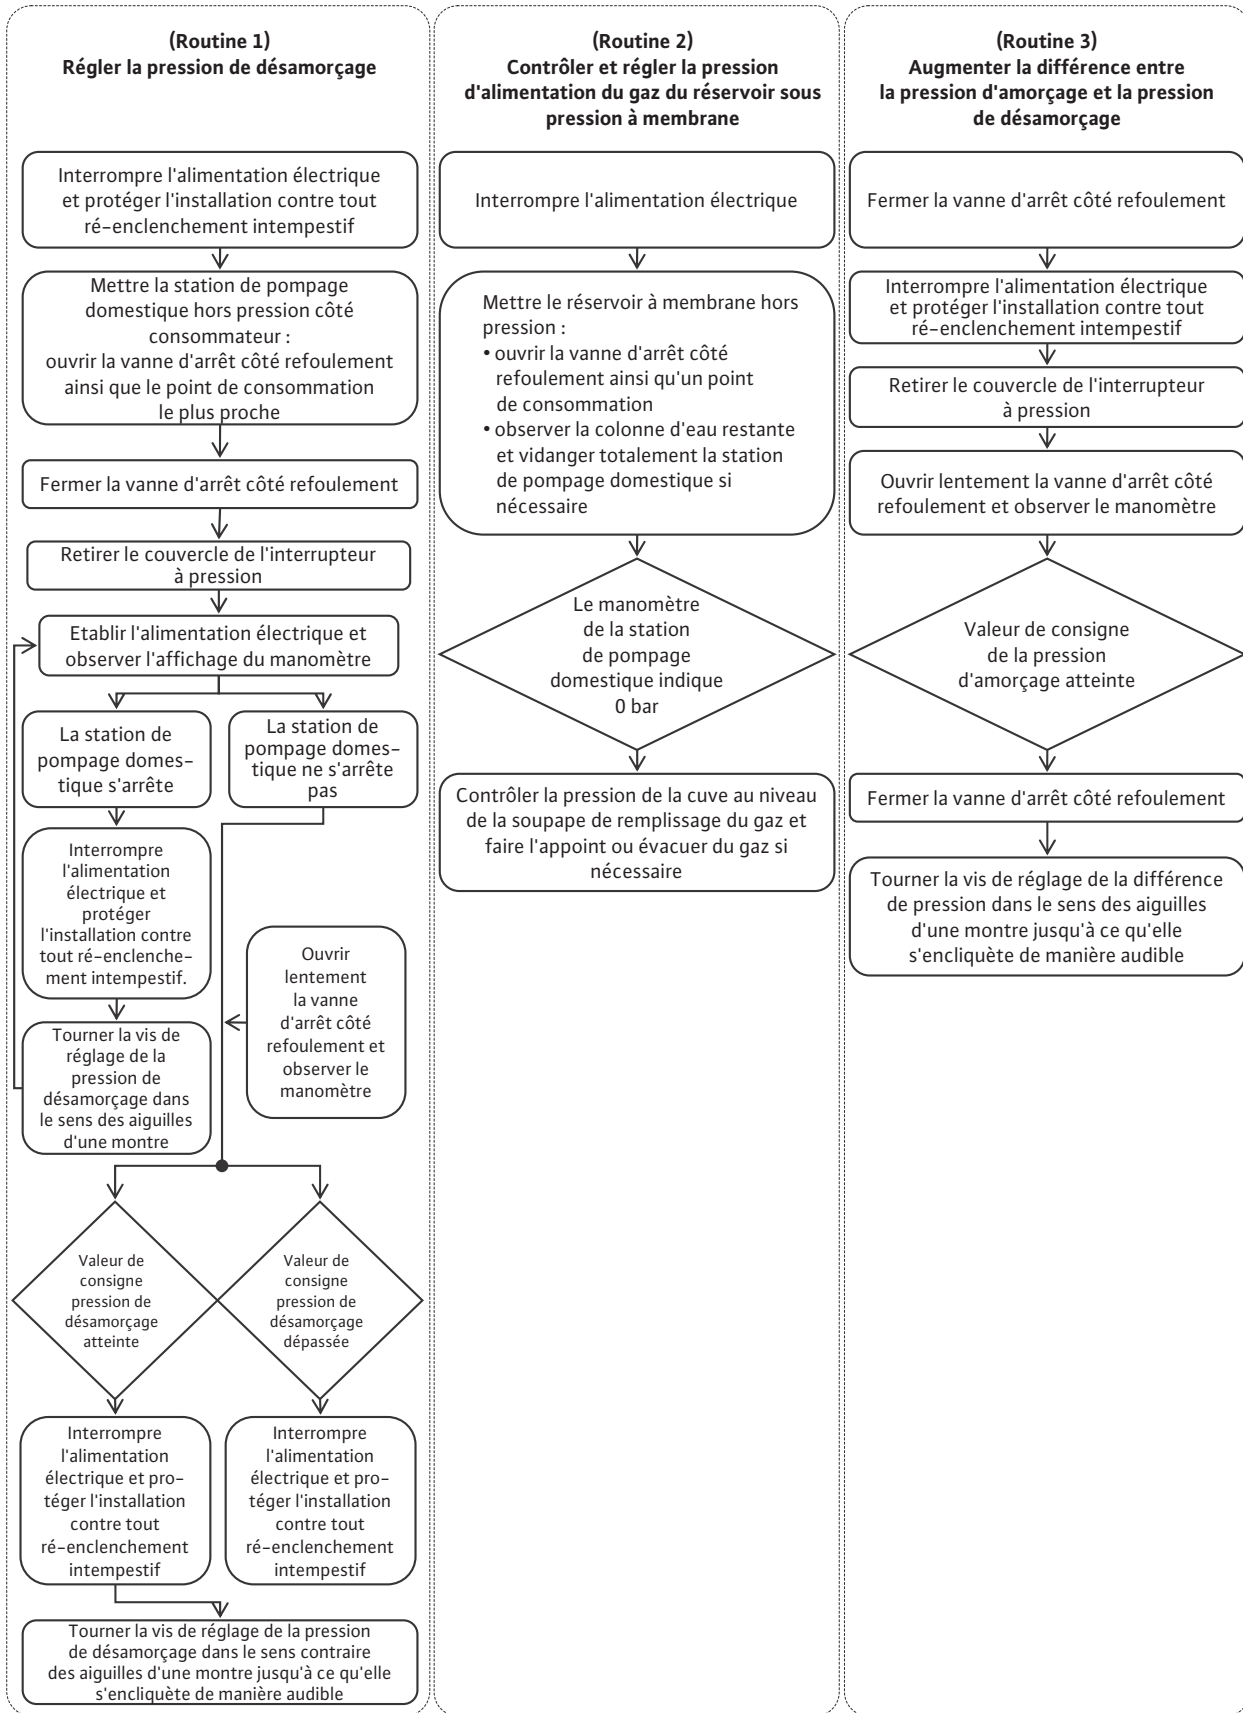 (Routine 1)
Régler la pression de désamorçage
Interrompre l'alimentation électrique
et protéger l'installation contre tout
ré-enclenchement intempestif
Mettre la station de pompage
domestique hors pression côté
consommateur :
ouvrir la vanne d'arrêt côté refoulement
ainsi que le point de consommation
le plus proche
Fermer la vanne d'arrêt côté refoulement
Retirer le couvercle de l'interrupteur
à pression
Etablir l'alimentation électrique et
observer l'affichage du manomètre
La station de
pompage domes-
tique s'arrête
La station de
pompage domes-
tique ne s'arrête
pas
Interrompre
l'alimentation
électrique et
protéger
l'installation contre
tout ré-enclenche-
ment intempestif.
Ouvrir
lentement
la vanne
d'arrêt côté
refoulement et
observer le
manomètre
Tourner la vis de
réglage de la
pression de
désamorçage dans
le sens des aiguilles
d'une montre
Valeur de
consigne
pression de
désamorçage
atteinte
Valeur de
consigne
pression de
désamorçage
dépassée
Interrompre
l'alimentation
électrique et pro-
téger l'installation
contre tout
ré-enclenchement
intempestif
Interrompre
l'alimentation
électrique et pro-
téger l'installation
contre tout
ré-enclenchement
intempestif
Tourner la vis de réglage de la pression
de désamorçage dans le sens contraire
des aiguilles d'une montre jusqu'à ce qu'elle
s'encliquète de manière audible
(Routine 2)
Contrôler et régler la pression
d'alimentation du gaz du réservoir sous
pression à membrane
Interrompre l'alimentation électrique
Mettre le réservoir à membrane hors
pression :
• ouvrir la vanne d'arrêt côté
refoulement ainsi qu'un point
de consommation
• observer la colonne d'eau restante
et vidanger totalement la station
de pompage domestique si
nécessaire
Le manomètre
de la station
de pompage
domestique indique
0 bar
Contrôler la pression de la cuve au niveau
de la soupape de remplissage du gaz et
faire l'appoint ou évacuer du gaz si
nécessaire
(Routine 3)
Augmenter la différence entre
la pression d'amorçage et la pression
de désamorçage
Fermer la vanne d'arrêt côté refoulement
Interrompre l'alimentation électrique
et protéger l'installation contre tout
ré-enclenchement intempestif
Retirer le couvercle de l'interrupteur
à pression
Ouvrir lentement la vanne d'arrêt côté
refoulement et observer le manomètre
Valeur de consigne
de la pression
d'amorçage atteinte
Fermer la vanne d'arrêt côté refoulement
Tourner la vis de réglage de la différence
de pression dans le sens des aiguilles
d'une montre jusqu'à ce qu'elle
s'encliquète de manière audible